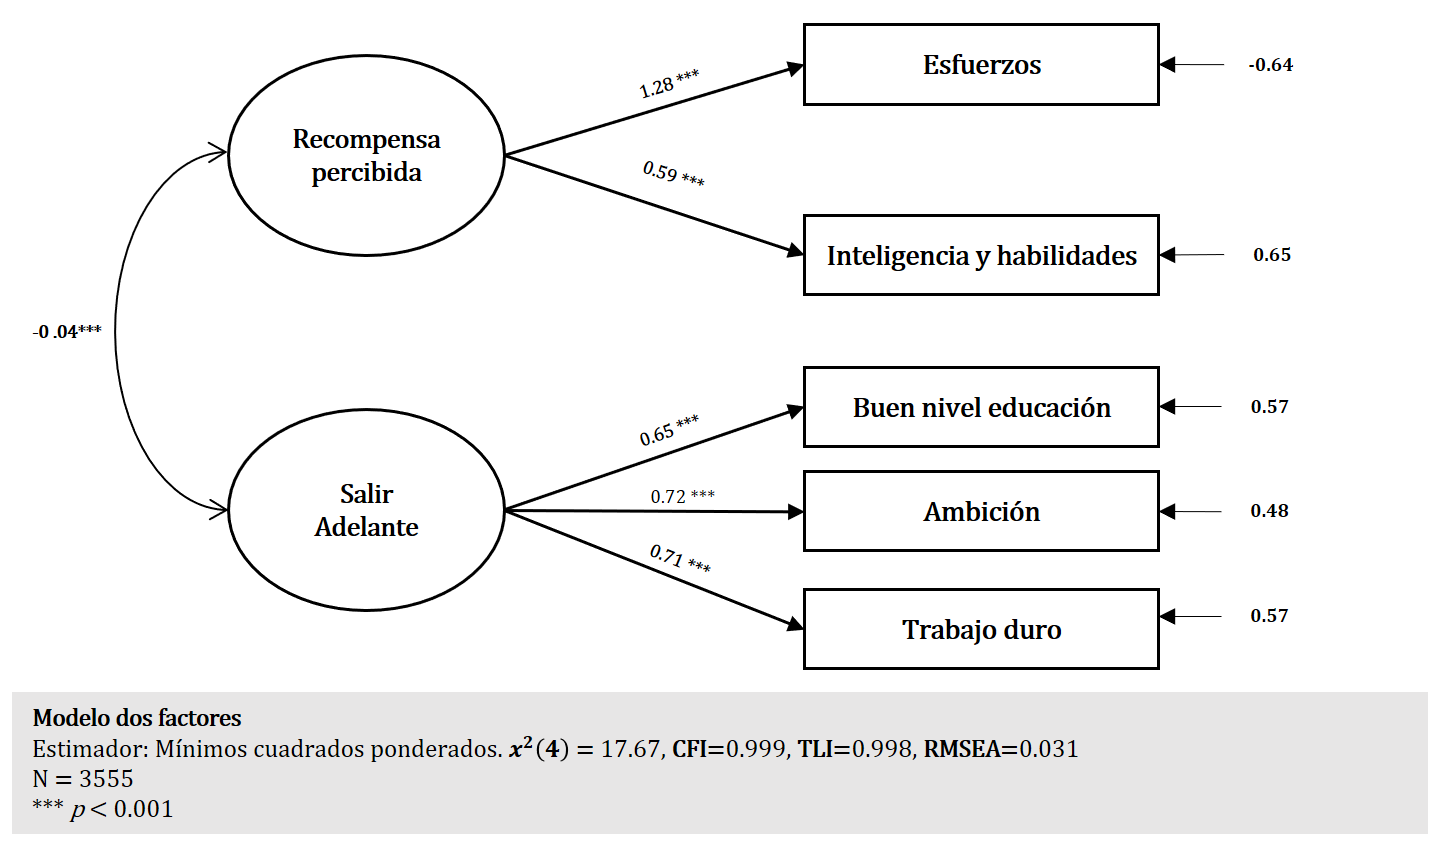 Esfuerzos
-0.64
1.28 ***
Recompensa
percibida
0.59 ***
Inteligencia y habilidades
0.65
-0 .04***
Buen nivel educación
0.57
0.65 ***
Salir
Adelante
0.72 ***
Ambición
0.48
0.71 ***
Trabajo duro
0.57
Modelo dos factores
Estimador: Mínimos cuadrados ponderados. x²(4) = 17.67, CFI=0.999, TLI=0.998, RMSEA=0.031
N = 3555
*** p < 0.001